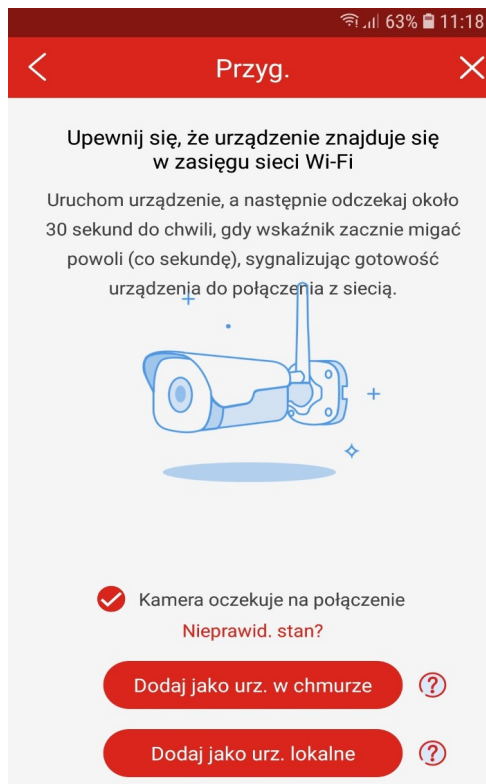 63% 11:18
Przyg.
Upewnij się, że urządzenie znajduje się
w zasięgu sieci Wi-Fi
Uruchom urządzenie, a następnie odczekaj około
30 sekund do chwili, gdy wskaźnik zacznie migać
powoli (co sekundę), sygnalizując gotowość
urządzenia do połączenia z siecią.
Kamera oczekuje na połączenie
Nieprawid. stan?
Dodaj jako urz. w chmurze ?
Dodaj jako urz. lokalne ?